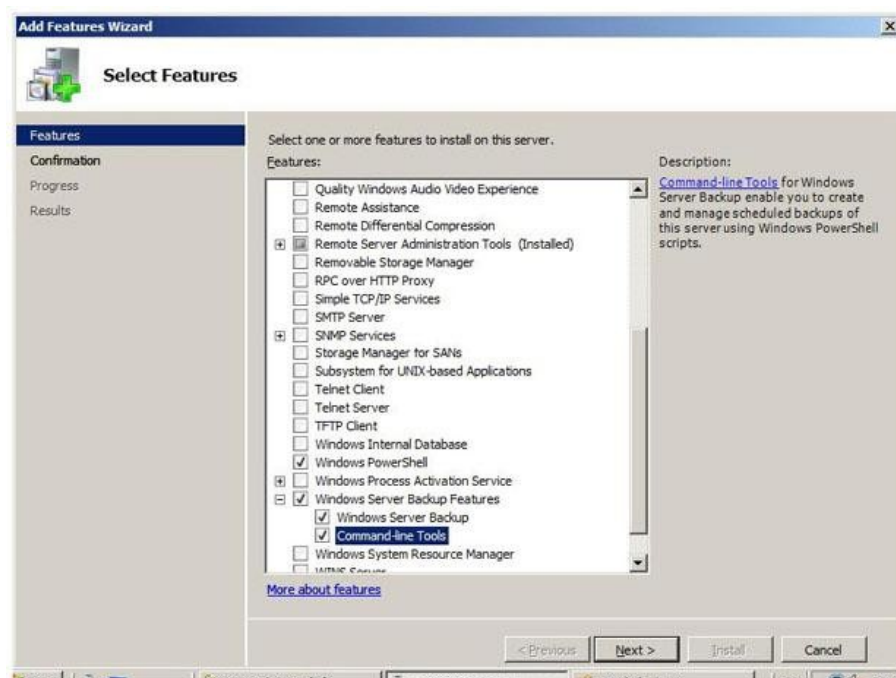 Add Features Wizard
Select Features
Features
Confirmation
Progress
Results
Select one or more features to install on this server.
Features:
Quality Windows Audio Video Experience
Remote Assistance
Remote Differential Compression
Remote Server Administration Tools (Installed)
Removable Storage Manager
RPC over HTTP Proxy
Simple TCP/IP Services
SMTP Server
SNMP Services
Storage Manager for SANs
Subsystem for UNIX-based Applications
Telnet Client
Telnet Server
TFTP Client
Windows Internal Database
Windows PowerShell
Windows Process Activation Service
Windows Server Backup Features
Windows Server Backup
Command-line Tools
Windows System Resource Manager
WINS Server
More about features
Description:
Command-line Tools for Windows
Server Backup enable you to create
and manage scheduled backups of
this server using Windows PowerShell
scripts.
< Previous
Next >
Install
Cancel